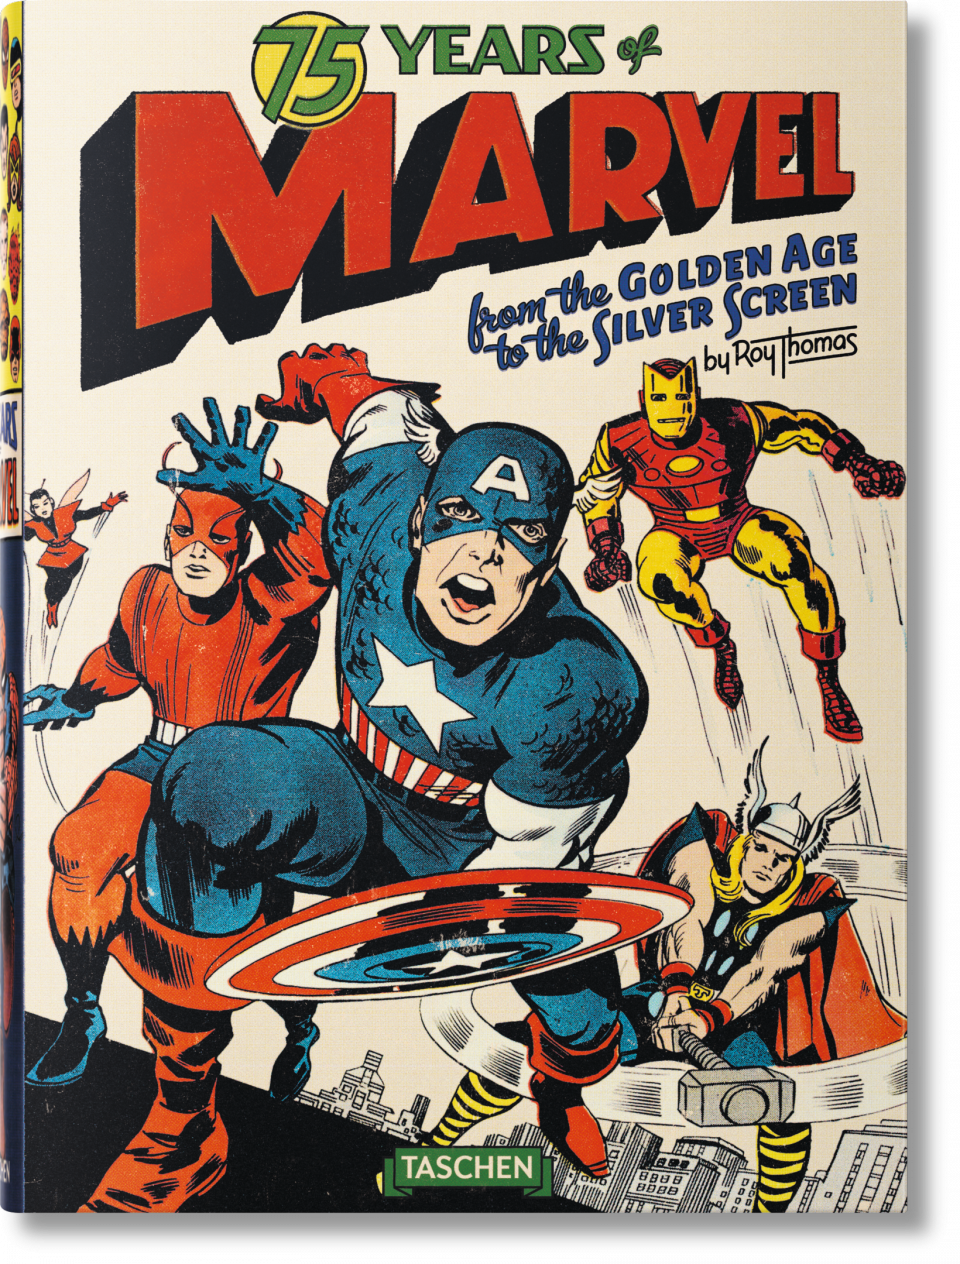 75 YEARS of
MARVEL
from the GOLDEN AGE
to the SILVER SCREEN
by Roy Thomas
A
T
TASCHEN